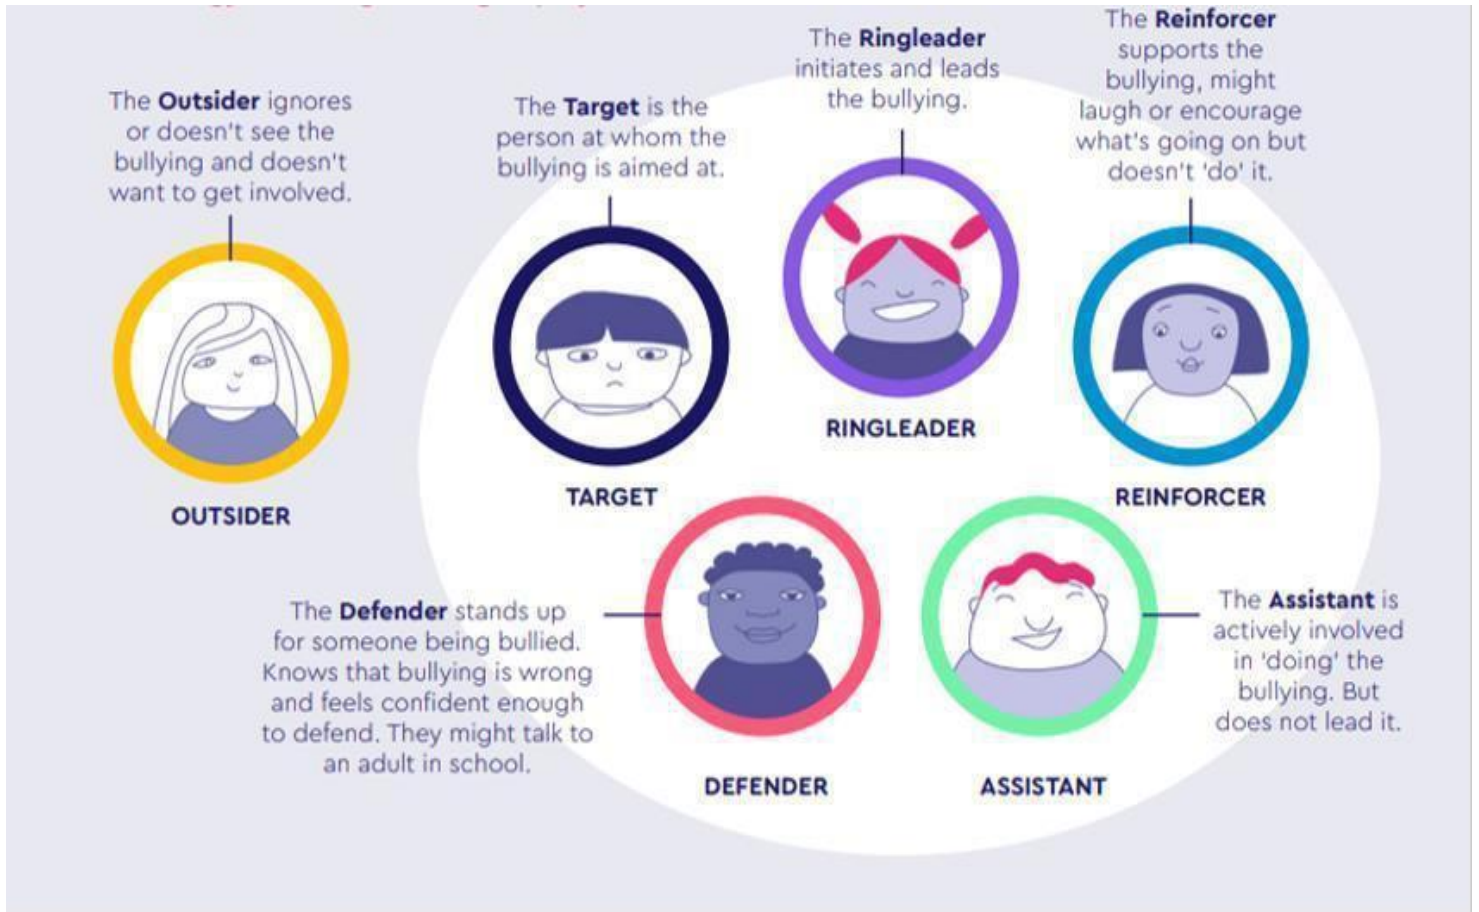 The Outsider ignores
or doesn't see the
bullying and doesn't
want to get involved.
OUTSIDER
The Target is the
person at whom the
bullying is aimed at.
TARGET
The Ringleader
initiates and leads
the bullying.
RINGLEADER
The Reinforcer
supports the
bullying, might
laugh or encourage
what's going on but
doesn't 'do' it.
REINFORCER
The Defender stands up
for someone being bullied.
Knows that bullying is wrong
and feels confident enough
to defend. They might talk to
an adult in school.
DEFENDER
The Assistant is
actively involved
in 'doing' the
bullying. But
does not lead it.
ASSISTANT